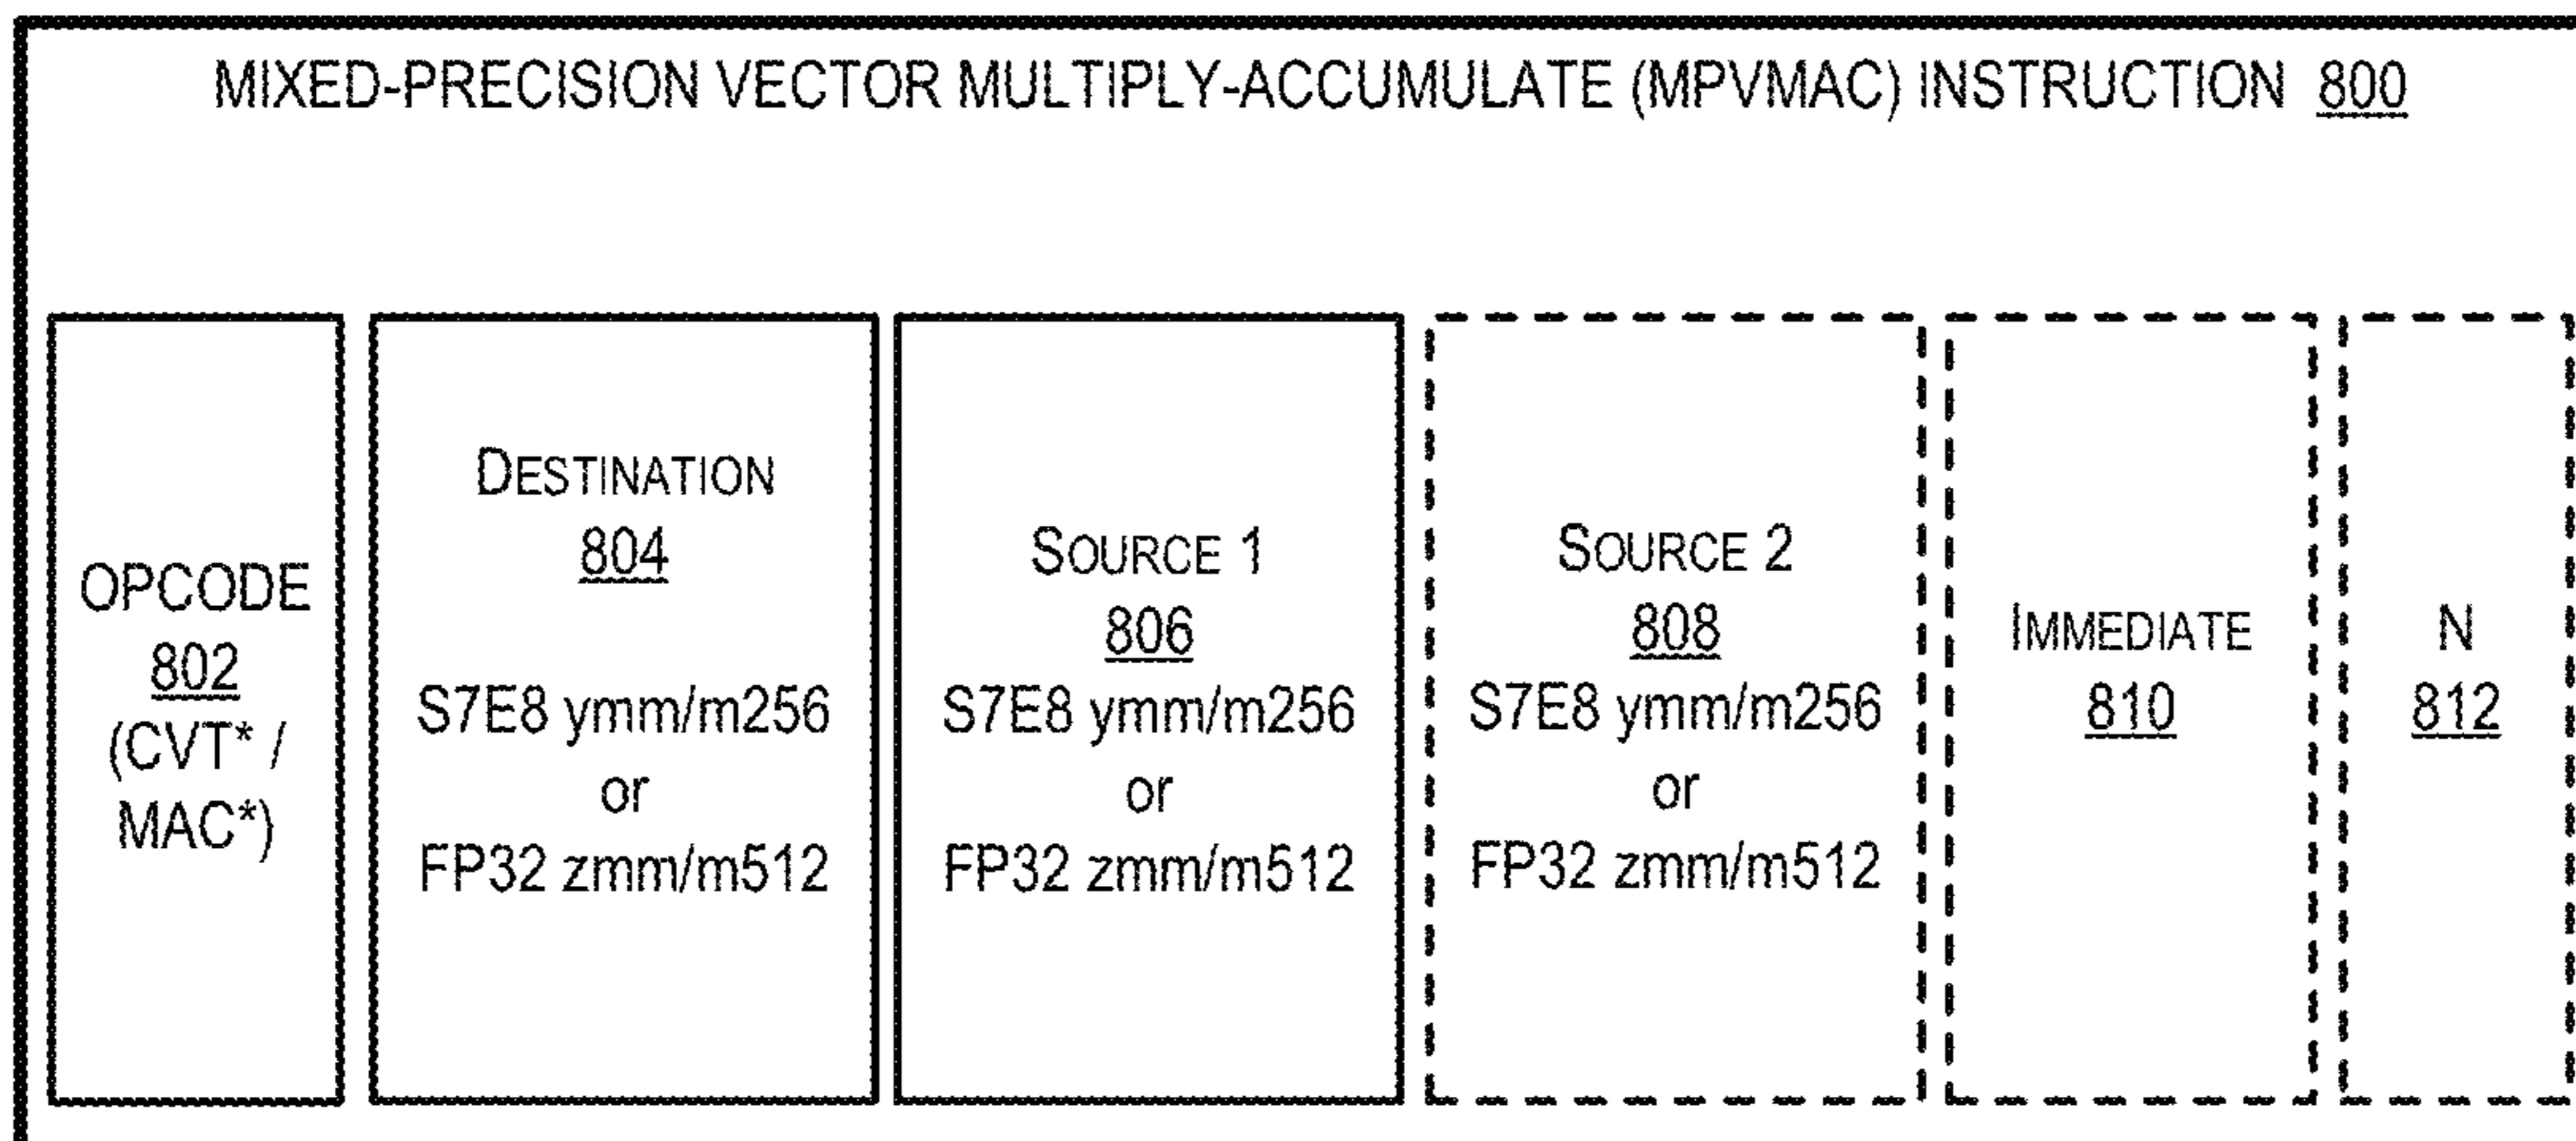 MIXED-PRECISION VECTOR MULTIPLY-ACCUMULATE (MPVMAC) INSTRUCTION 800
OPCODE
802
(CVT* /
MAC*)
DESTINATION
804
S7E8 ymm/m256
or
FP32 zmm/m512
SOURCE 1
806
S7E8 ymm/m256
or
FP32 zmm/m512
SOURCE 2
808
S7E8 ymm/m256
or
FP32 zmm/m512
IMMEDIATE
810
N
812